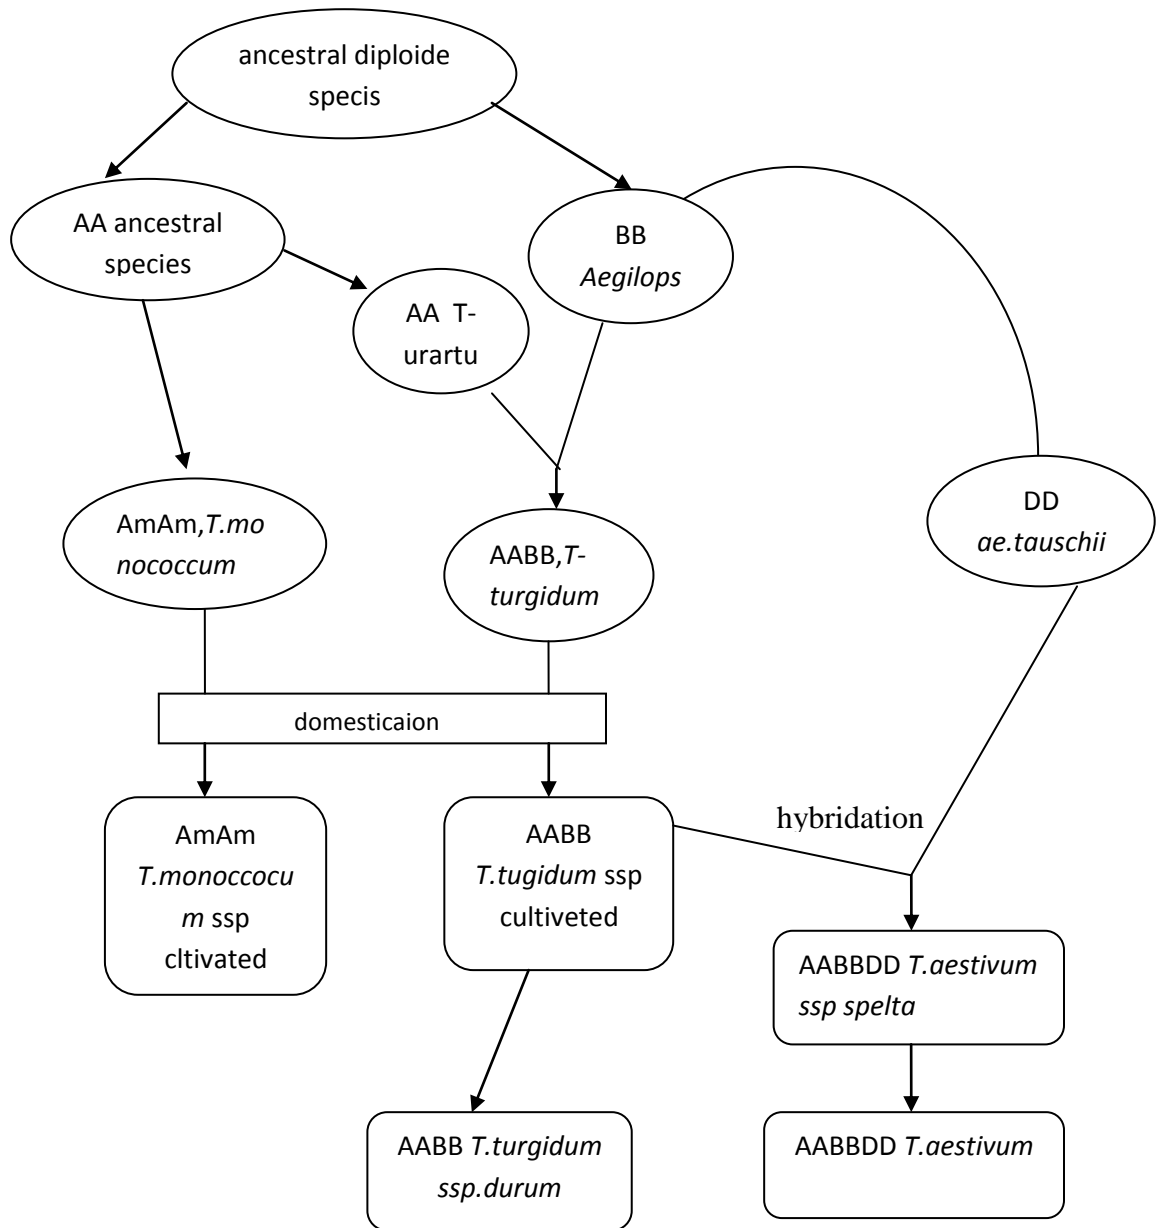 ancestral diploide
specis
AA ancestral
species
BB
Aegilops
AA T-
urartu
AmAm,T.mo
nococcum
AABB,T-
turgidum
DD
ae.tauschii
domesticaion
hybridation
AmAm
T.monoccocu
m ssp
cltivated
AABB
T.tugidum ssp
cultiveted
AABBDD T.aestivum
ssp spelta
AABB T.turgidum
ssp.durum
AABBDD T.aestivum